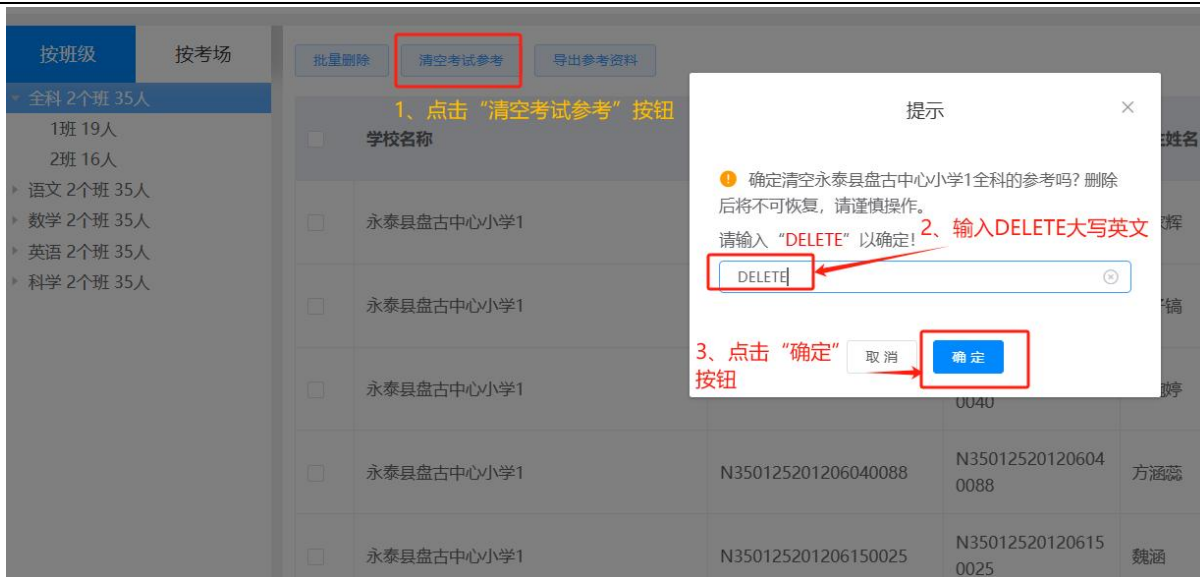 按班级
按考场
批量删除
清空考试参考
导出参考资料
全科 2个班 35人
1班 19人
2班 16人
语文 2个班 35人
数学 2个班 35人
英语 2个班 35人
科学 2个班 35人
1、点击“清空考试参考”按钮
学校名称
姓名
提示
确定清空永泰县盘古中心小学1全科的参考吗? 删除
后将不可恢复，请谨慎操作。
请输入“DELETE”以确定!
2、输入DELETE大写英文
DELETE
3、点击“确定”
按钮
取 消
确 定
永泰县盘古中心小学1
辉
永泰县盘古中心小学1
镐
永泰县盘古中心小学1
0040
婷
永泰县盘古中心小学1
N350125201206040088
N35012520120604
0088
方涵蕊
永泰县盘古中心小学1
N350125201206150025
N35012520120615
0025
魏涵